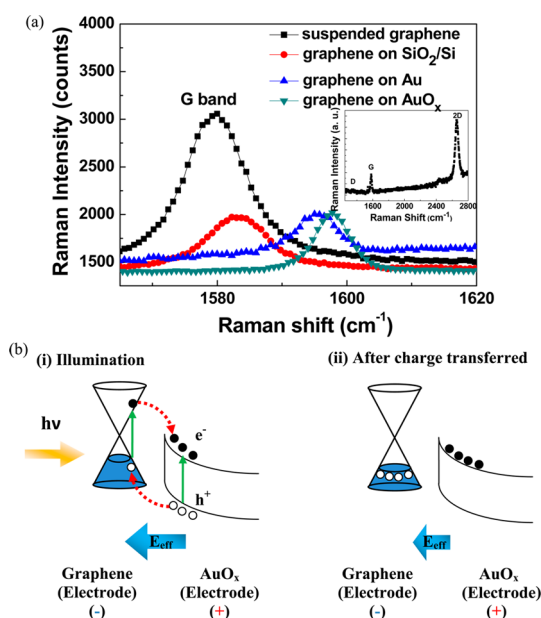 (a)
4000
3500
3000
2500
2000
1500
Raman Intensity (counts)
suspended graphene
graphene on SiO₂/Si
graphene on Au
graphene on AuOₓ
G band
Raman Intensity (a. u.)
D
G
2D
1600 2000 2400 2800
Raman Shift (cm⁻¹)
1580 1600 1620
Raman shift (cm⁻¹)
(b)
(i) Illumination
(ii) After charge transferred
hν
e⁻
h⁺
E_eff
E_eff
Graphene
(Electrode)
(-)
AuOₓ
(Electrode)
(+)
Graphene
(Electrode)
(-)
AuOₓ
(Electrode)
(+)